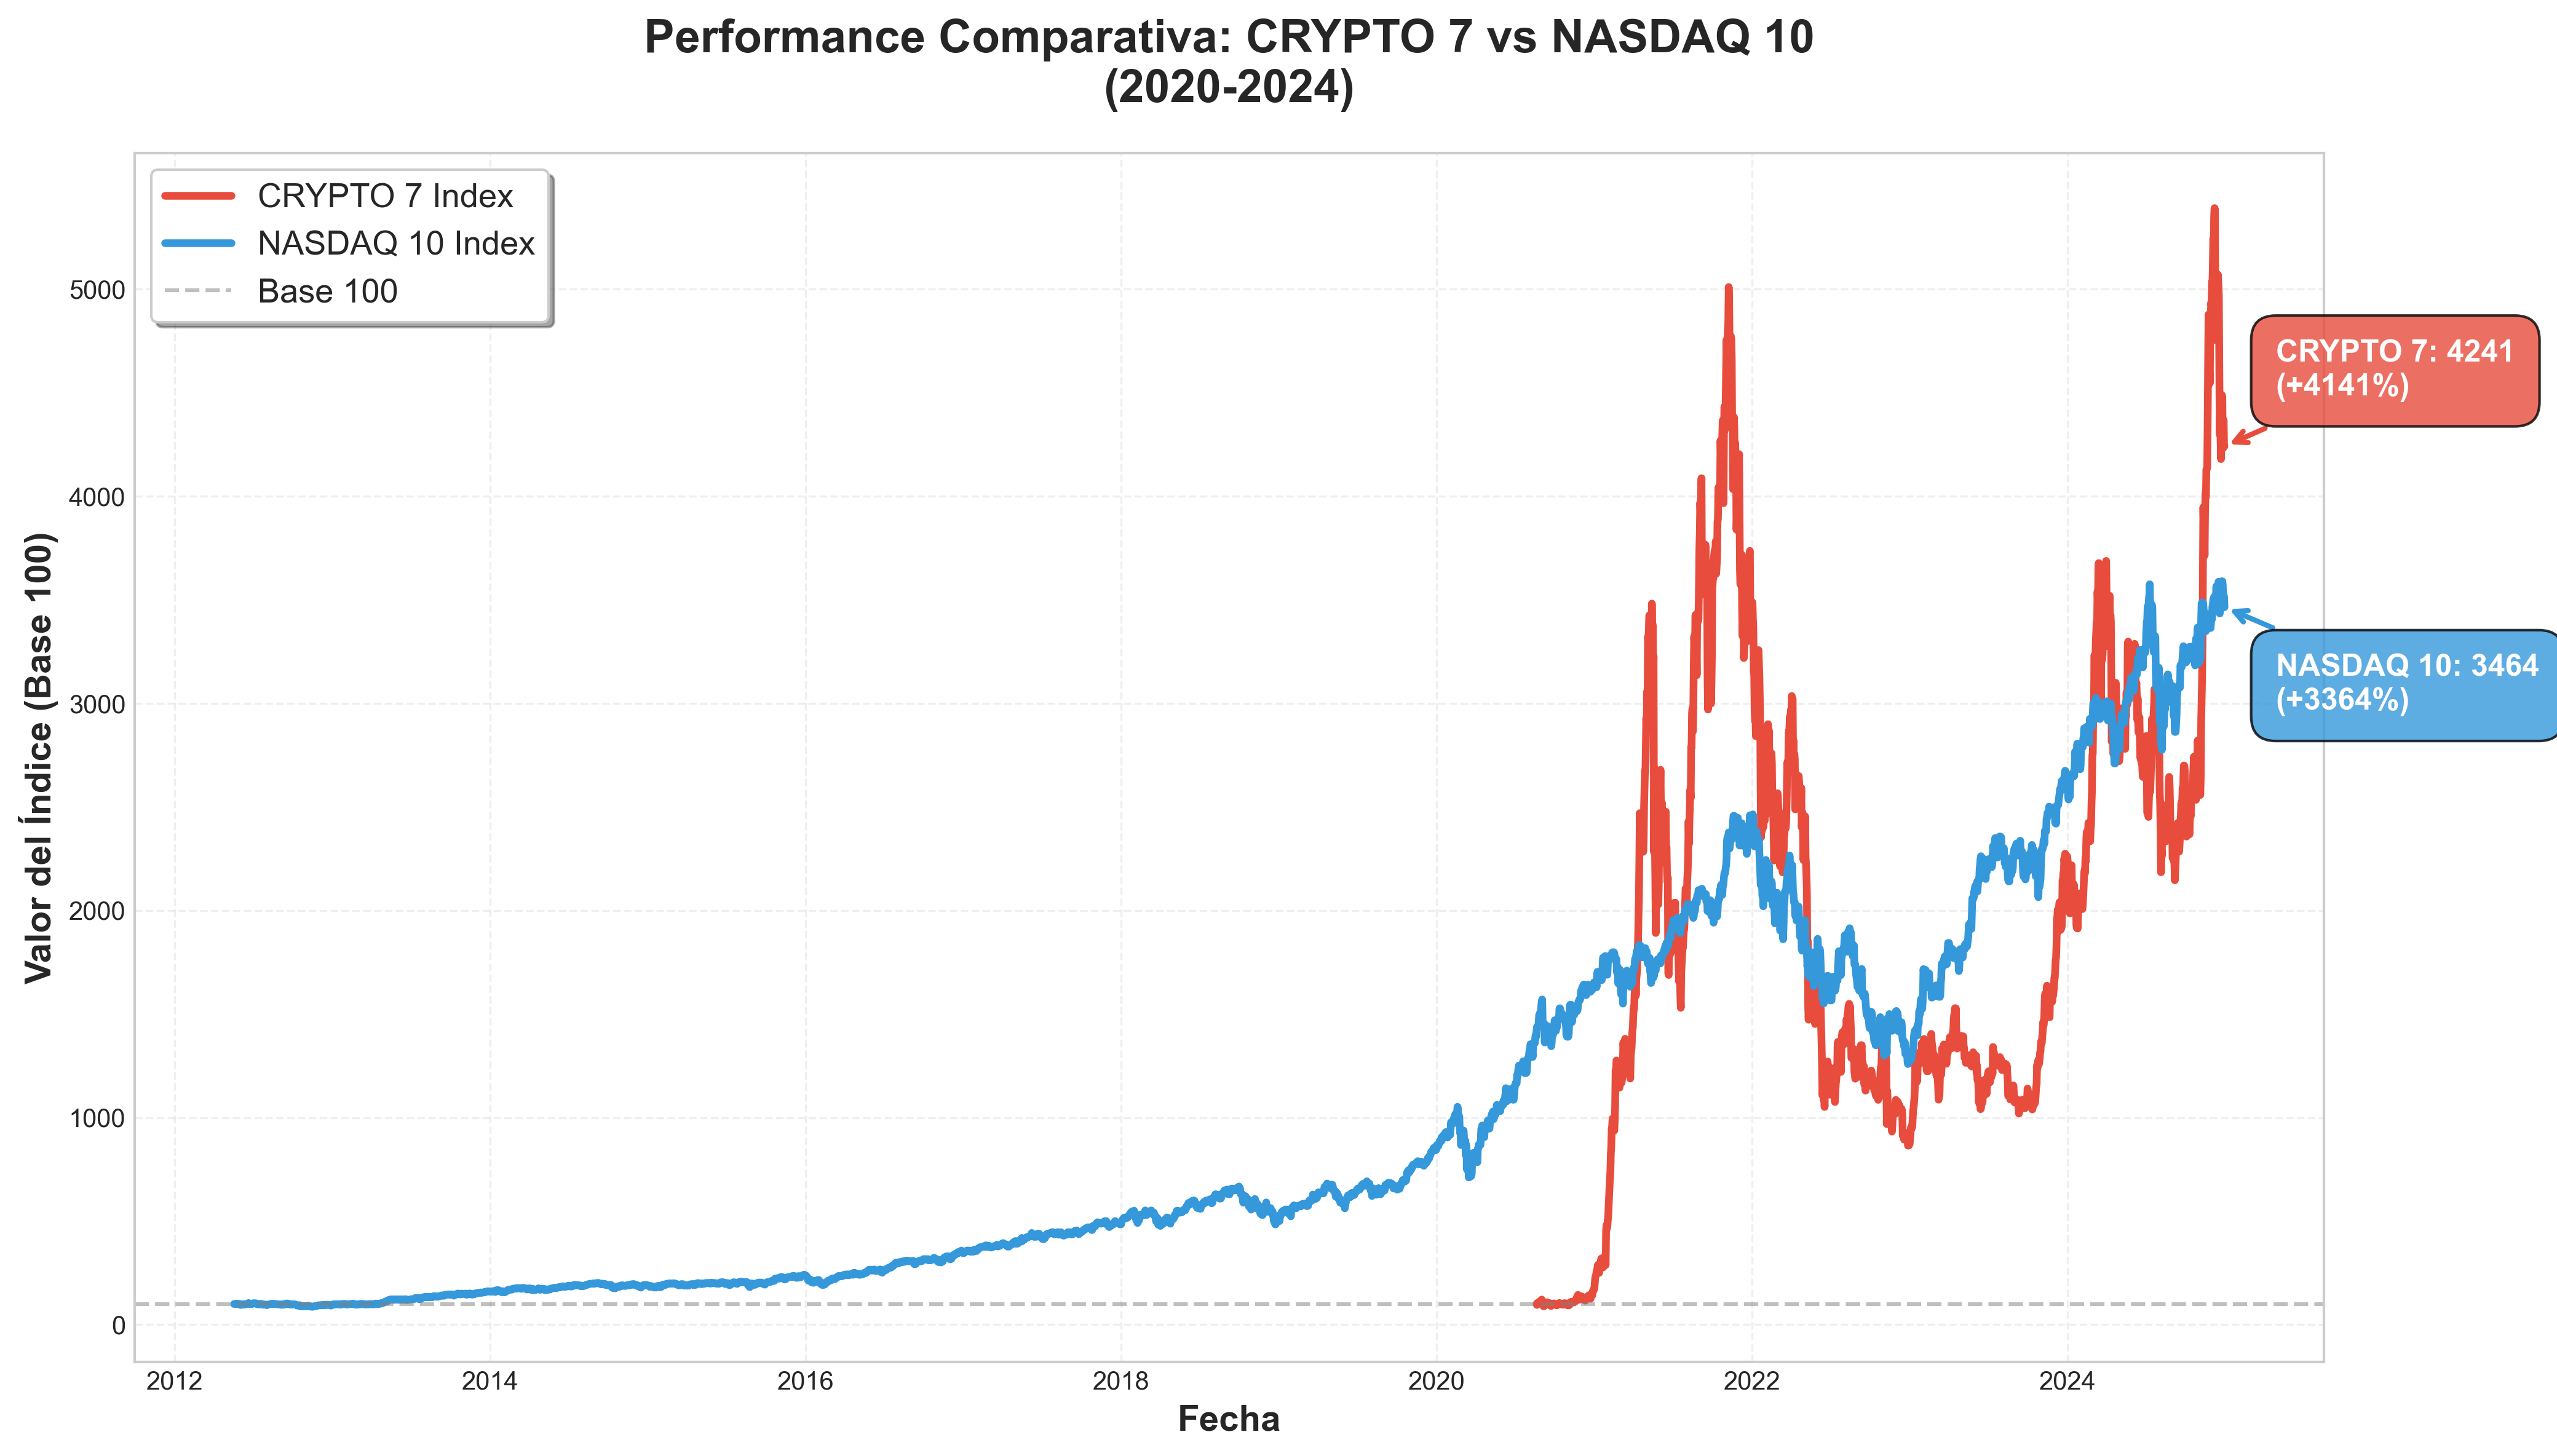 Performance Comparativa: CRYPTO 7 vs NASDAQ 10
(2020-2024)
CRYPTO 7 Index
NASDAQ 10 Index
Base 100
Valor del Índice (Base 100)
5000
4000
3000
2000
1000
0
CRYPTO 7: 4241
(+4141%)
NASDAQ 10: 3464
(+3364%)
2012
2014
2016
2018
2020
2022
2024
Fecha